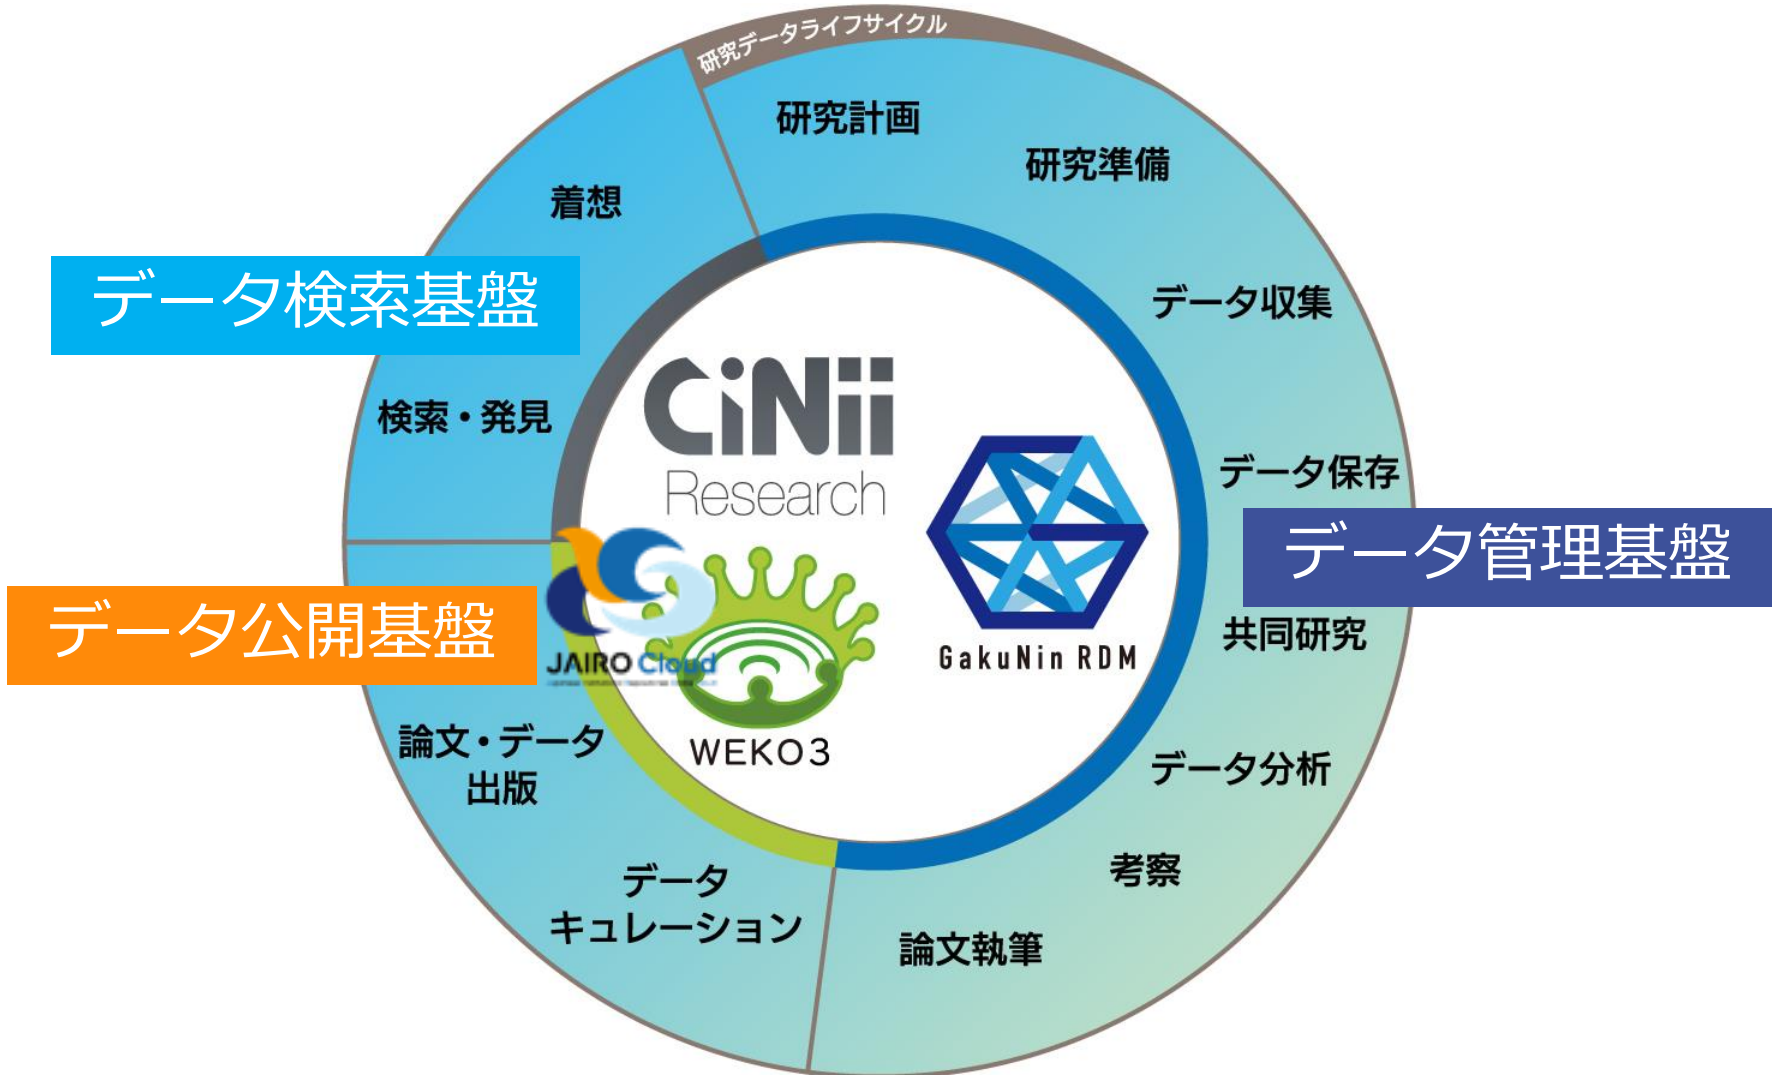 研究データライフサイクル
研究計画
研究準備
着想
データ検索基盤
データ収集
検索・発見
CiNii
Research
データ保存
データ管理基盤
データ公開基盤
共同研究
JAIRO Cloud
GakuNin RDM
WEKO3
論文・データ
出版
データ分析
考察
データ
キュレーション
論文執筆